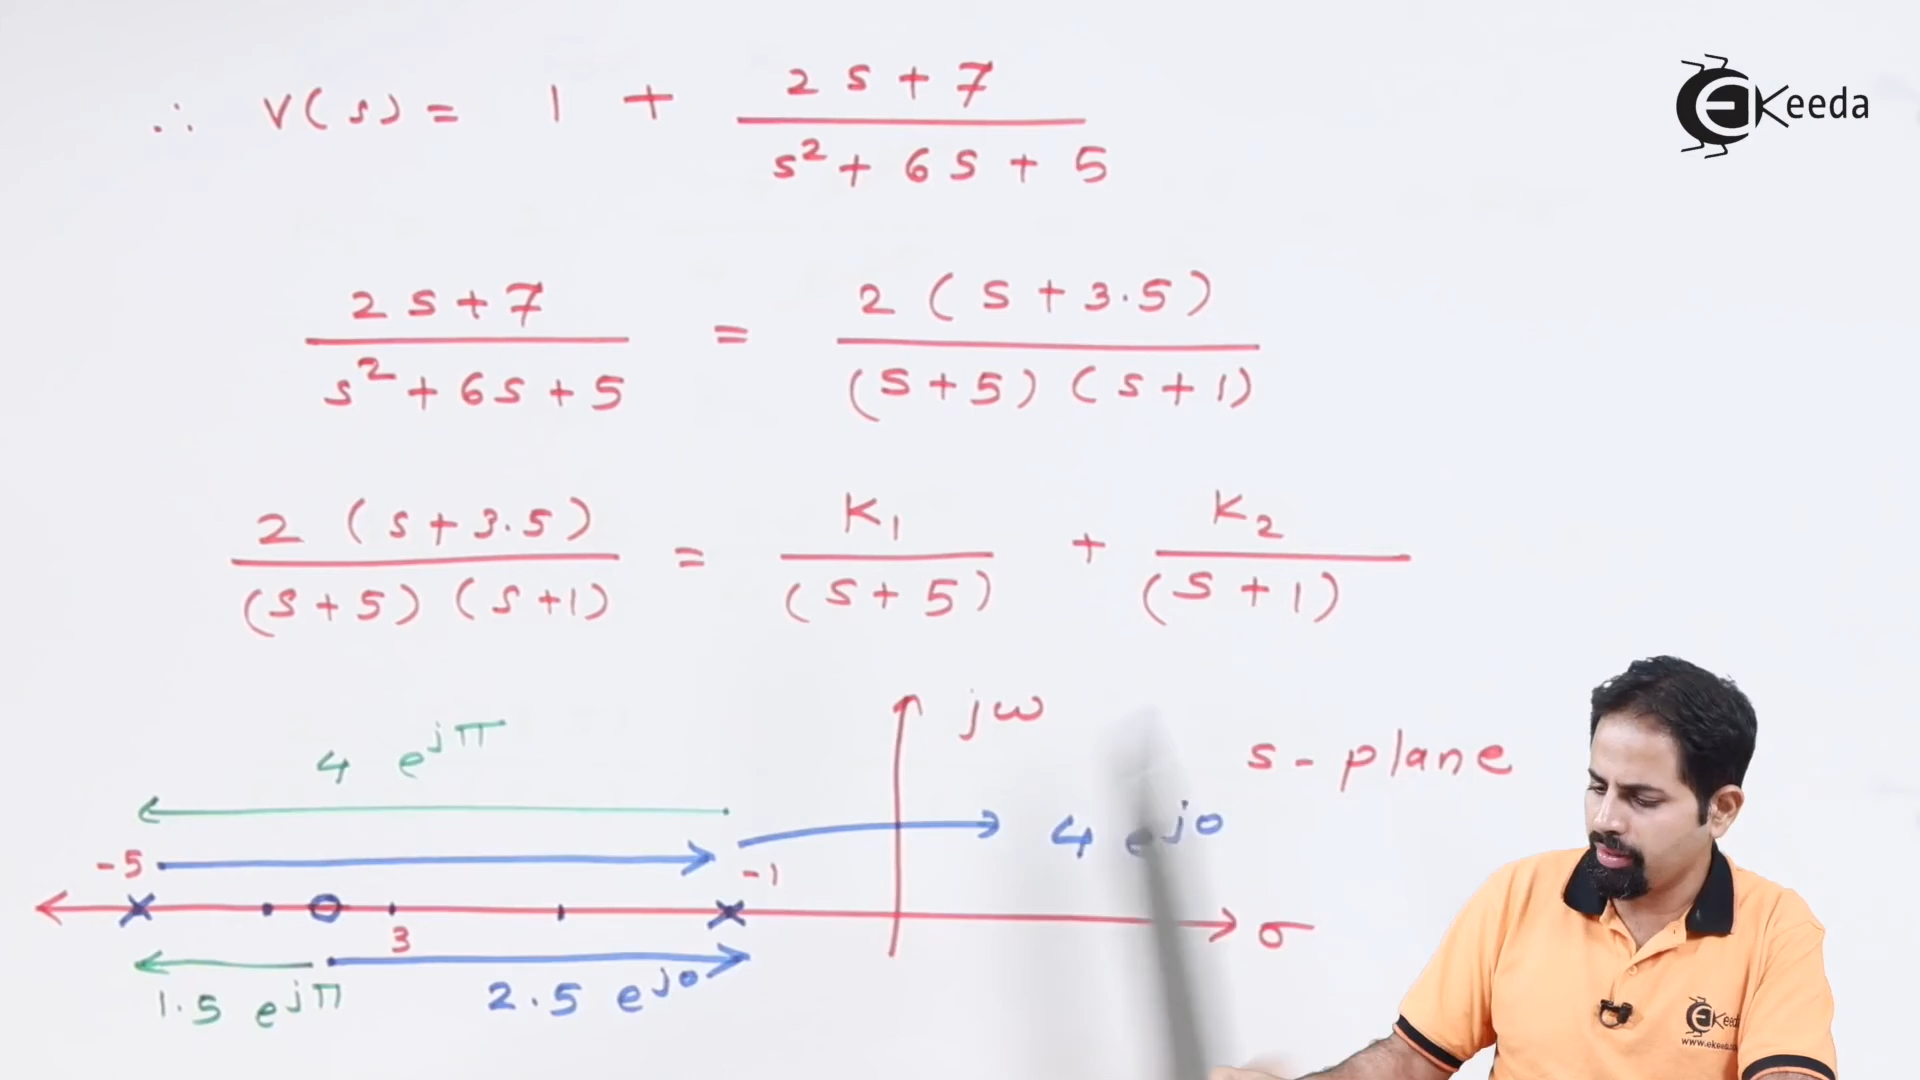 ∴ V(s) = 1 + (2s+7)/(s²+6s+5)
EKeeda
(2s+7)/(s²+6s+5) = 2(s+3.5)/((s+5)(s+1))
2(s+3.5)/((s+5)(s+1)) = K₁/(s+5) + K₂/(s+1)
jω
s-plane
4 e^jπ
4 e^j0
-5
-1
3
σ
1.5 e^jπ
2.5 e^j0
EKeeda